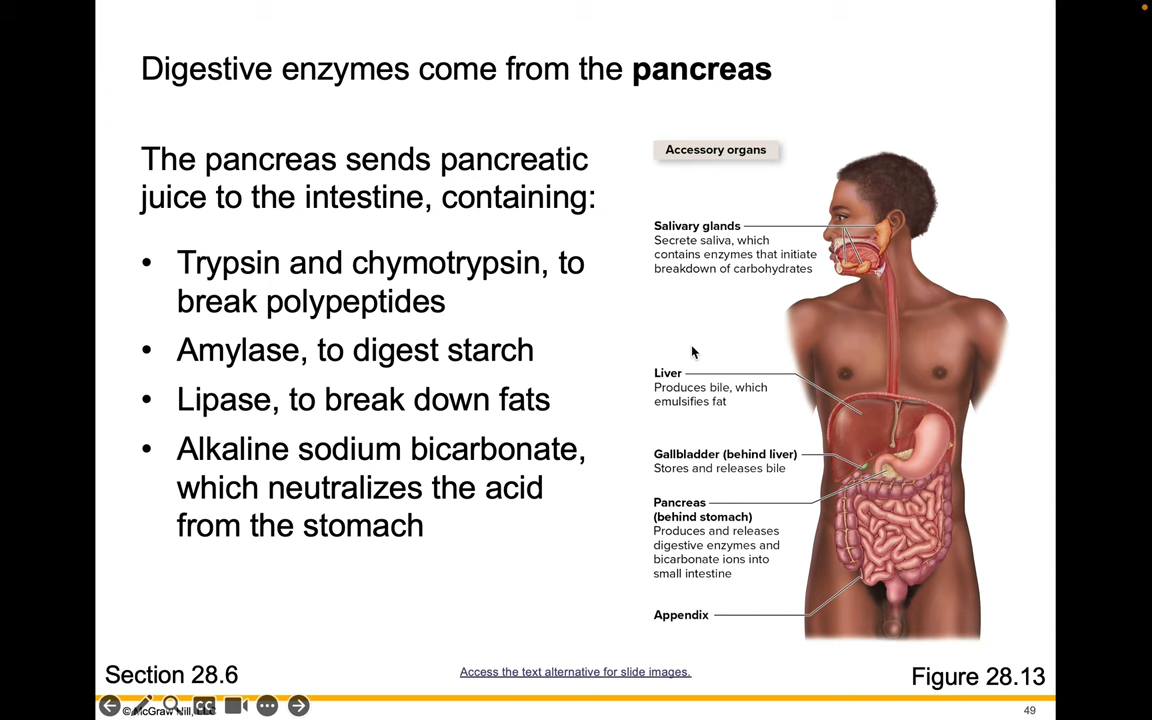 Digestive enzymes come from the pancreas
The pancreas sends pancreatic
juice to the intestine, containing:
• Trypsin and chymotrypsin, to
break polypeptides
• Amylase, to digest starch
• Lipase, to break down fats
• Alkaline sodium bicarbonate,
which neutralizes the acid
from the stomach
Accessory organs
Salivary glands
Secrete saliva, which
contains enzymes that initiate
breakdown of carbohydrates
Liver
Produces bile, which
emulsifies fat
Gallbladder (behind liver)
Stores and releases bile
Pancreas
(behind stomach)
Produces and releases
digestive enzymes and
bicarbonate ions into
small intestine
Appendix
Section 28.6
Access the text alternative for slide images.
Figure 28.13
© McGraw Hill, LLC
CC
49